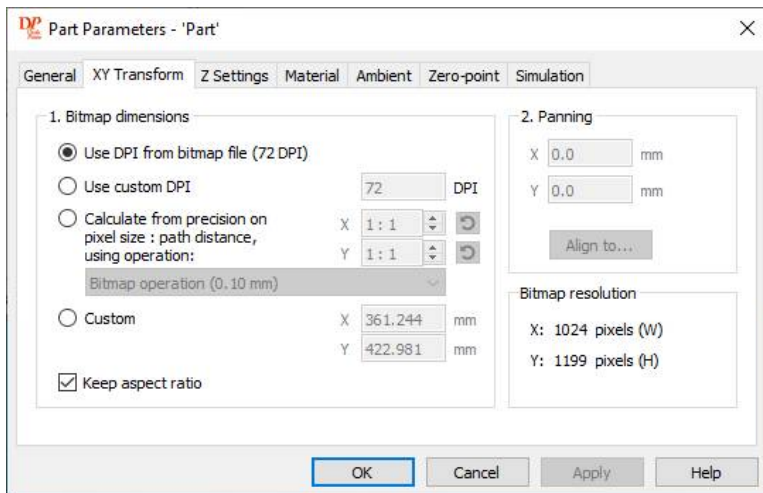 DP
Part Parameters - 'Part'
General XY Transform Z Settings Material Ambient Zero-point Simulation
1. Bitmap dimensions
Use DPI from bitmap file (72 DPI)
Use custom DPI 72 DPI
Calculate from precision on
pixel size : path distance,
using operation:
X 1 : 1
Y 1 : 1
Bitmap operation (0.10 mm)
Custom X 361.244 mm
Y 422.981 mm
Keep aspect ratio
2. Panning
X 0.0 mm
Y 0.0 mm
Align to...
Bitmap resolution
X: 1024 pixels (W)
Y: 1199 pixels (H)
OK Cancel Apply Help